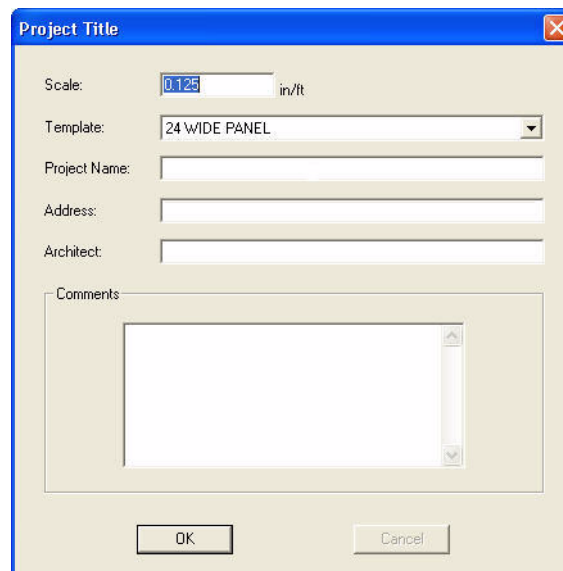 Project Title
Scale: 0.125 in/ft
Template: 24 WIDE PANEL
Project Name:
Address:
Architect:
Comments
OK Cancel